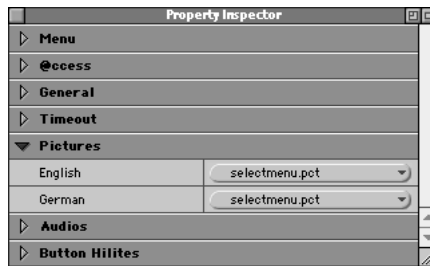 Property Inspector
Menu
@ccess
General
Timeout
Pictures
English selectmenu.pct
German selectmenu.pct
Audios
Button Hilites